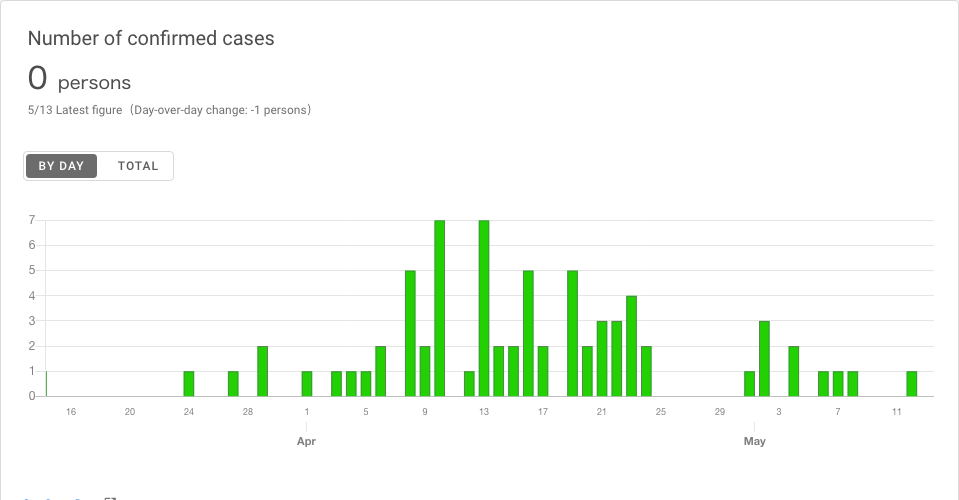 Number of confirmed cases
0 persons
5/13 Latest figure (Day-over-day change: -1 persons)
BY DAY TOTAL
7
6
5
4
3
2
1
0
16 20 24 28 1 5 9 13 17 21 25 29 3 7 11
Apr May